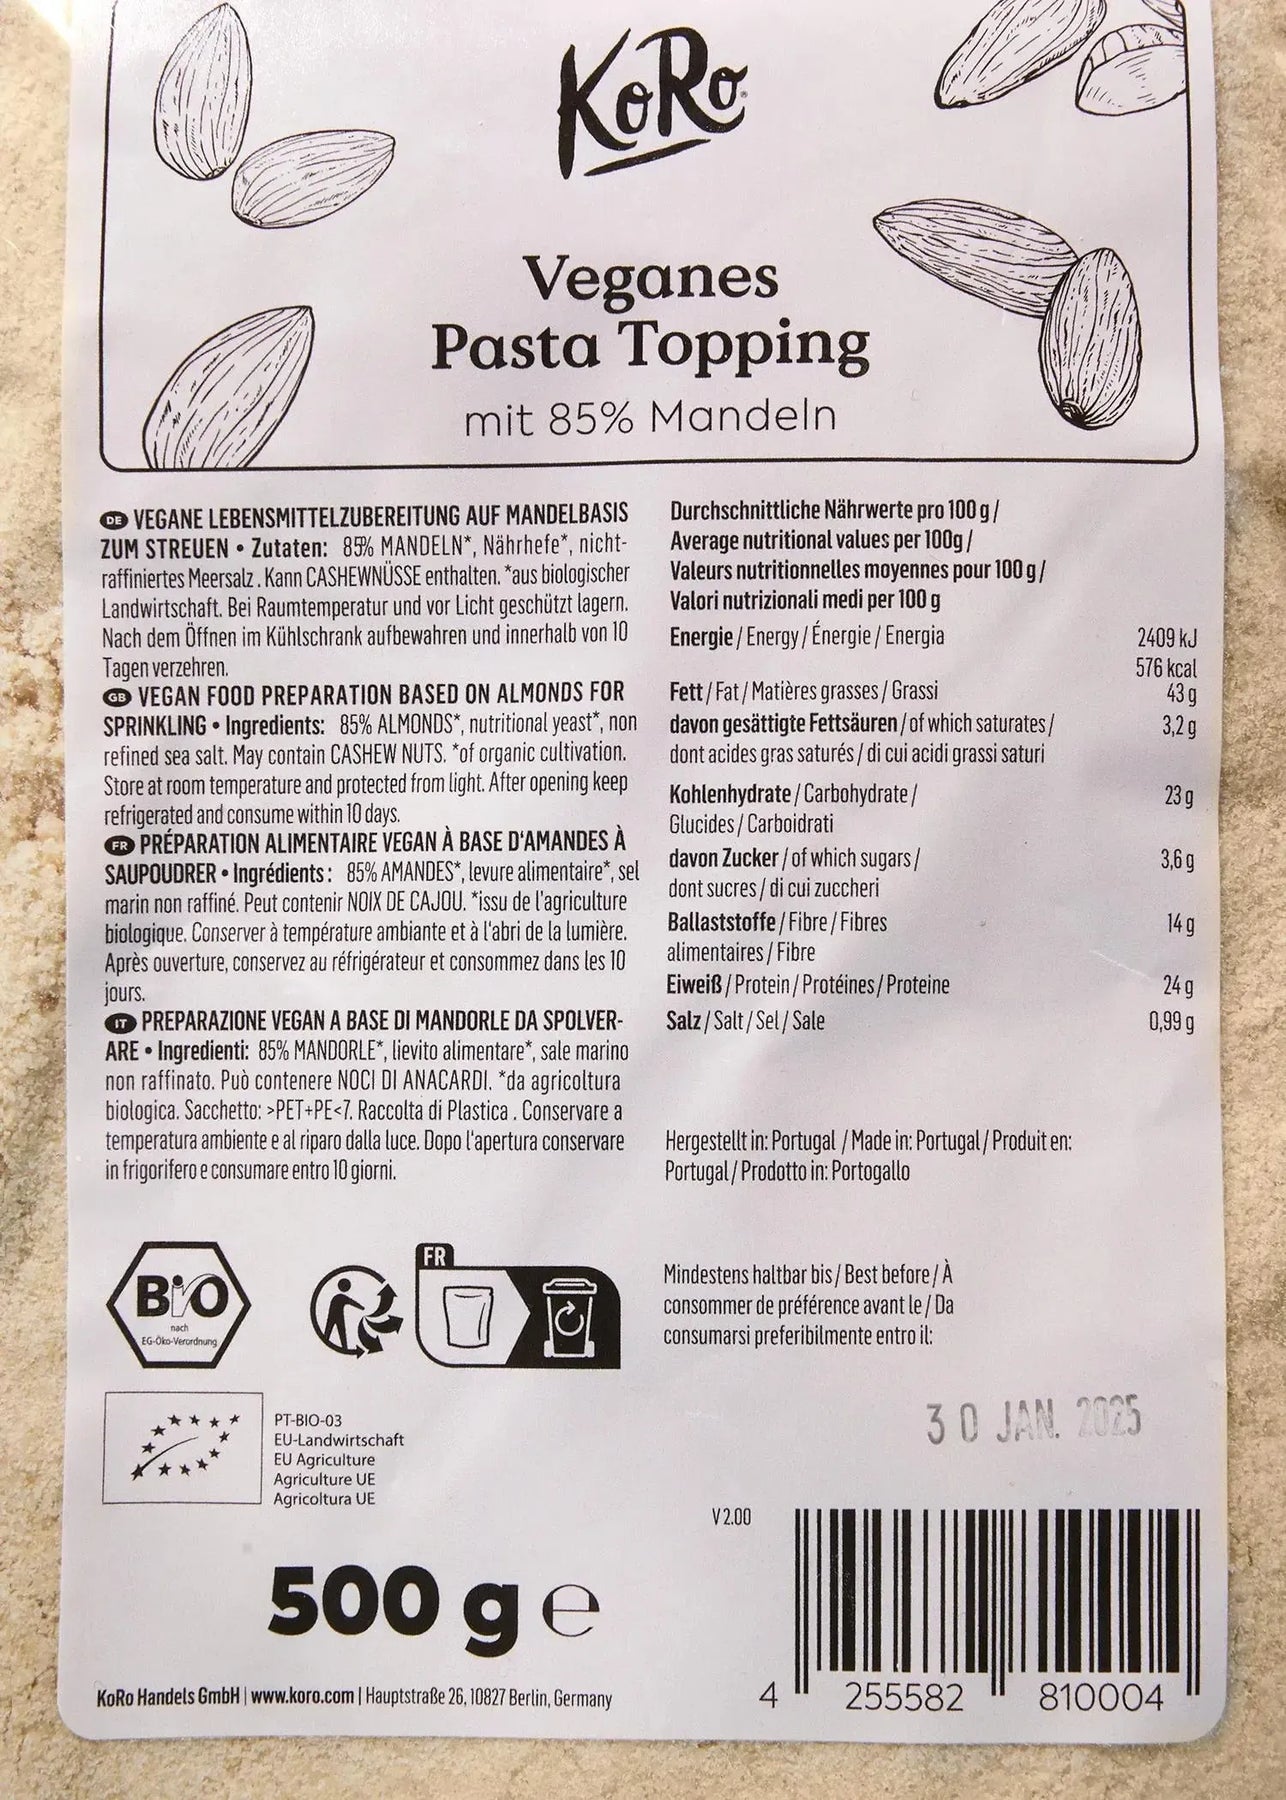 KoRo
Veganes
Pasta Topping
mit 85% Mandeln
DE VEGANE LEBENSMITTELZUBEREITUNG AUF MANDELBASIS
ZUM STREUEN • Zutaten: 85% MANDELN*, Nährhefe*, nicht-
raffiniertes Meersalz. Kann CASHEWNÜSSE enthalten. *aus biologischer
Landwirtschaft. Bei Raumtemperatur und vor Licht geschützt lagern.
Nach dem Öffnen im Kühlschrank aufbewahren und innerhalb von 10
Tagen verzehren.
GB VEGAN FOOD PREPARATION BASED ON ALMONDS FOR
SPRINKLING • Ingredients: 85% ALMONDS*, nutritional yeast*, non
refined sea salt. May contain CASHEW NUTS. *of organic cultivation.
Store at room temperature and protected from light. After opening keep
refrigerated and consume within 10 days.
FR PRÉPARATION ALIMENTAIRE VEGAN À BASE D'AMANDES À
SAUPOUDRER • Ingrédients: 85% AMANDES*, levure alimentaire*, sel
marin non raffiné. Peut contenir NOIX DE CAJOU. *issu de l'agriculture
biologique. Conserver à température ambiante et à l'abri de la lumière.
Après ouverture, conservez au réfrigérateur et consommez dans les 10
jours.
IT PREPARAZIONE VEGAN A BASE DI MANDORLE DA SPOLVER-
ARE • Ingredienti: 85% MANDORLE*, lievito alimentare*, sale marino
non raffinato. Può contenere NOCI DI ANACARDI. *da agricoltura
biologica. Sacchetto: >PET+PE<7. Raccolta di Plastica. Conservare a
temperatura ambiente e al riparo dalla luce. Dopo l'apertura conservare
in frigorifero e consumare entro 10 giorni.
Durchschnittliche Nährwerte pro 100 g/
Average nutritional values per 100g/
Valeurs nutritionnelles moyennes pour 100 g/
Valori nutrizionali medi per 100 g
Energie/Energy/Énergie/Energia 2409 kJ
576 kcal
Fett/Fat/Matières grasses/Grassi 43 g
davon gesättigte Fettsäuren/of which saturates/ 3,2 g
dont acides gras saturés/di cui acidi grassi saturi
Kohlenhydrate/Carbohydrate/ 23 g
Glucides/Carboidrati
davon Zucker/of which sugars/ 3,6 g
dont sucres/di cui zuccheri
Ballaststoffe/Fibre/Fibres 14 g
alimentaires/Fibre
Eiweiß/Protein/Protéines/Proteine 24 g
Salz/Salt/Sel/Sale 0,99 g
Hergestellt in: Portugal /Made in: Portugal/Produit en:
Portugal/Prodotto in: Portogallo
BIO
nach
EG-Öko-Verordnung
FR
Mindestens haltbar bis/Best before/À
consommer de préférence avant le/Da
consumarsi preferibilmente entro il:
30 JAN. 2025
PT-BIO-03
EU-Landwirtschaft
EU Agriculture
Agriculture UE
Agricoltura UE
V2.00
500 g e
KoRo Handels GmbH | www.koro.com | Hauptstraße 26, 10827 Berlin, Germany
4 255582 810004